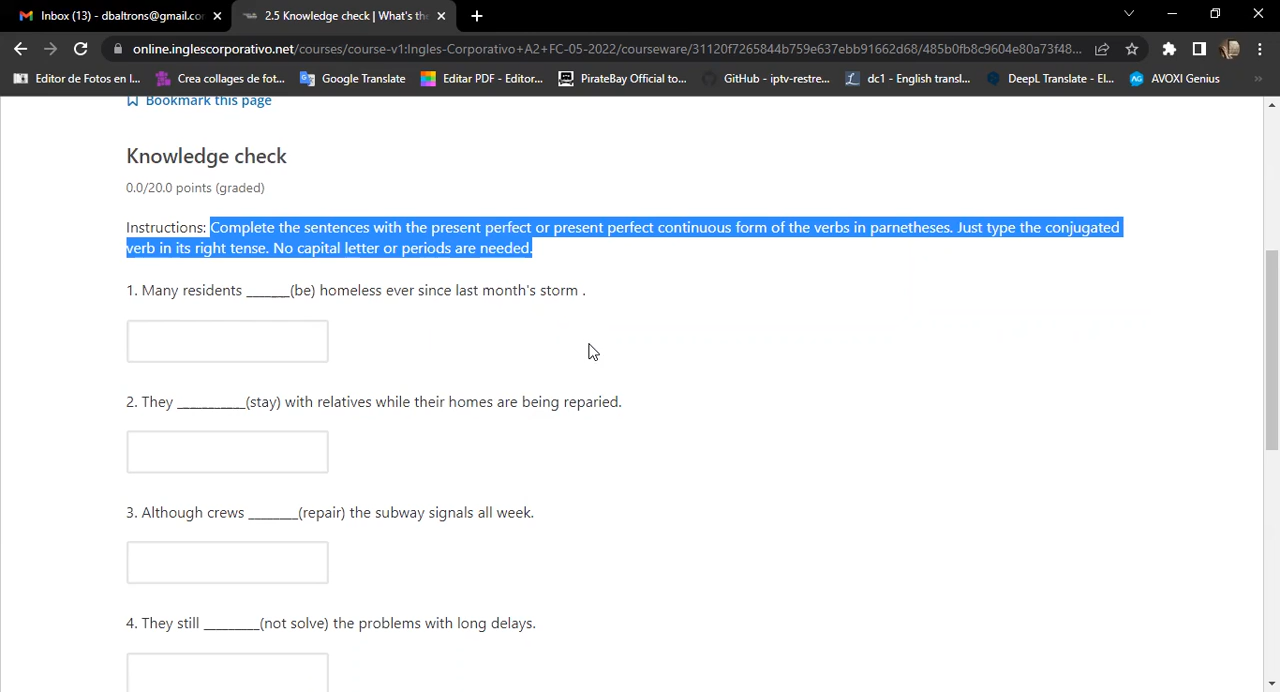 Inbox (13) - dbaltrons@gmail.co
2.5 Knowledge check | What's the
online.inglescorporativo.net/courses/course-v1:Ingles-Corporativo+A2+FC-05-2022/courseware/31120f7265844b759e637ebb91662d68/485b0fb8c9604e80a73f48...
Editor de Fotos en l...
Crea collages de fot...
Google Translate
Editar PDF - Editor...
PirateBay Official to...
GitHub - iptv-restre...
dc1 - English transl...
DeepL Translate - El...
AVOXI Genius
Bookmark this page
Knowledge check
0.0/20.0 points (graded)
Instructions: Complete the sentences with the present perfect or present perfect continuous form of the verbs in parnetheses. Just type the conjugated
verb in its right tense. No capital letter or periods are needed.
1. Many residents ______(be) homeless ever since last month's storm .
2. They __________(stay) with relatives while their homes are being reparied.
3. Although crews _______(repair) the subway signals all week.
4. They still ________(not solve) the problems with long delays.